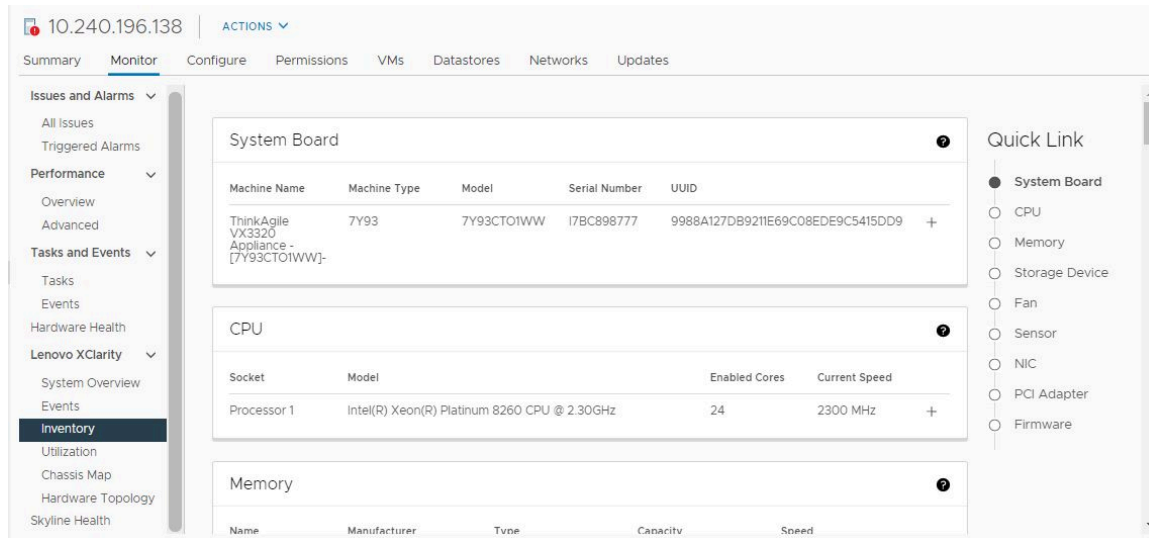 10.240.196.138 ACTIONS
Summary Monitor Configure Permissions VMs Datastores Networks Updates
Issues and Alarms
All Issues
Triggered Alarms
Performance
Overview
Advanced
Tasks and Events
Tasks
Events
Hardware Health
Lenovo XClarity
System Overview
Events
Inventory
Utilization
Chassis Map
Hardware Topology
Skyline Health
System Board
Machine Name Machine Type Model Serial Number UUID
ThinkAgile 7Y93 7Y93CTO1WW I7BC898777 9988A127DB9211E69C08EDE9C5415DD9 +
VX3320
Appliance -
[7Y93CTO1WW]-
CPU
Socket Model Enabled Cores Current Speed
Processor 1 Intel(R) Xeon(R) Platinum 8260 CPU @ 2.30GHz 24 2300 MHz +
Memory
Name Manufacturer Type Capacity Speed
Quick Link
System Board
CPU
Memory
Storage Device
Fan
Sensor
NIC
PCI Adapter
Firmware